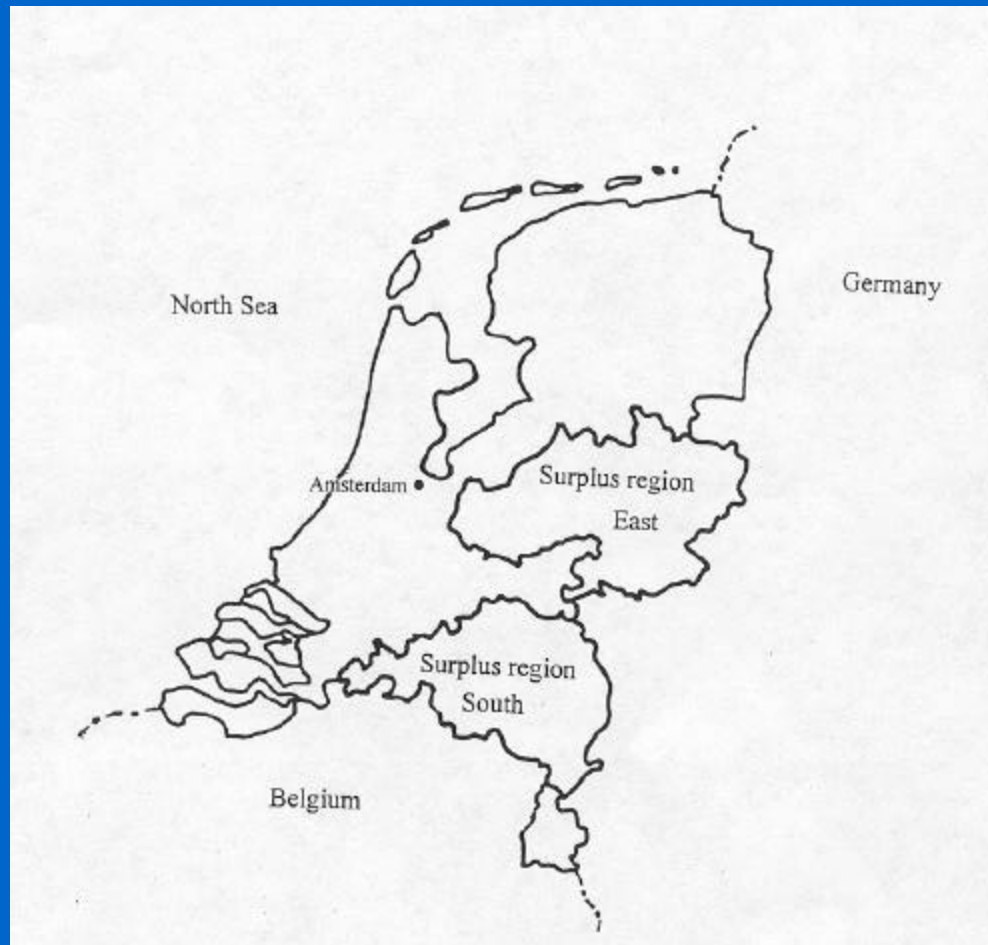 North Sea
Germany
Amsterdam
Surplus region
East
Surplus region
South
Belgium